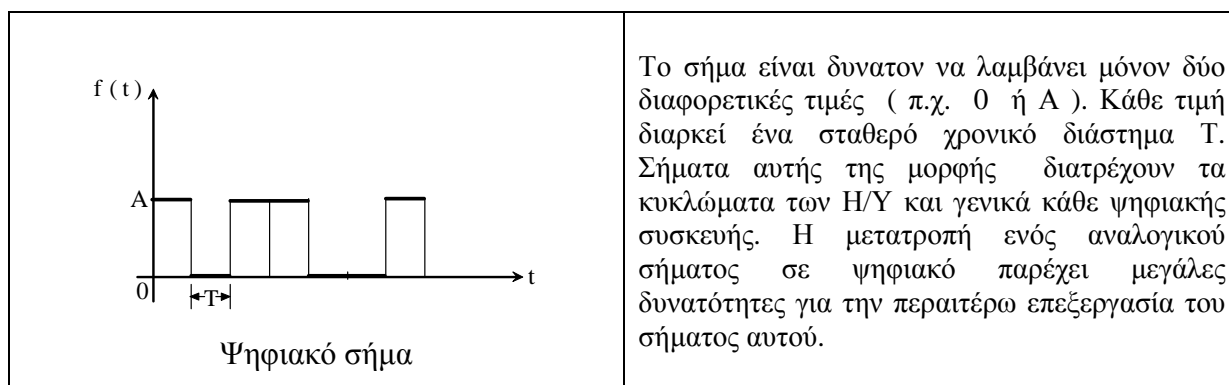 f ( t )
A
0
T
t
Ψηφιακό σήμα
Το σήμα είναι δυνατον να λαμβάνει μόνον δύο
διαφορετικές τιμές ( π.χ. 0 ή Α ). Κάθε τιμή
διαρκεί ένα σταθερό χρονικό διάστημα Τ.
Σήματα αυτής της μορφής διατρέχουν τα
κυκλώματα των Η/Υ και γενικά κάθε ψηφιακής
συσκευής. Η μετατροπή ενός αναλογικού
σήματος σε ψηφιακό παρέχει μεγάλες
δυνατότητες για την περαιτέρω επεξεργασία του
σήματος αυτού.